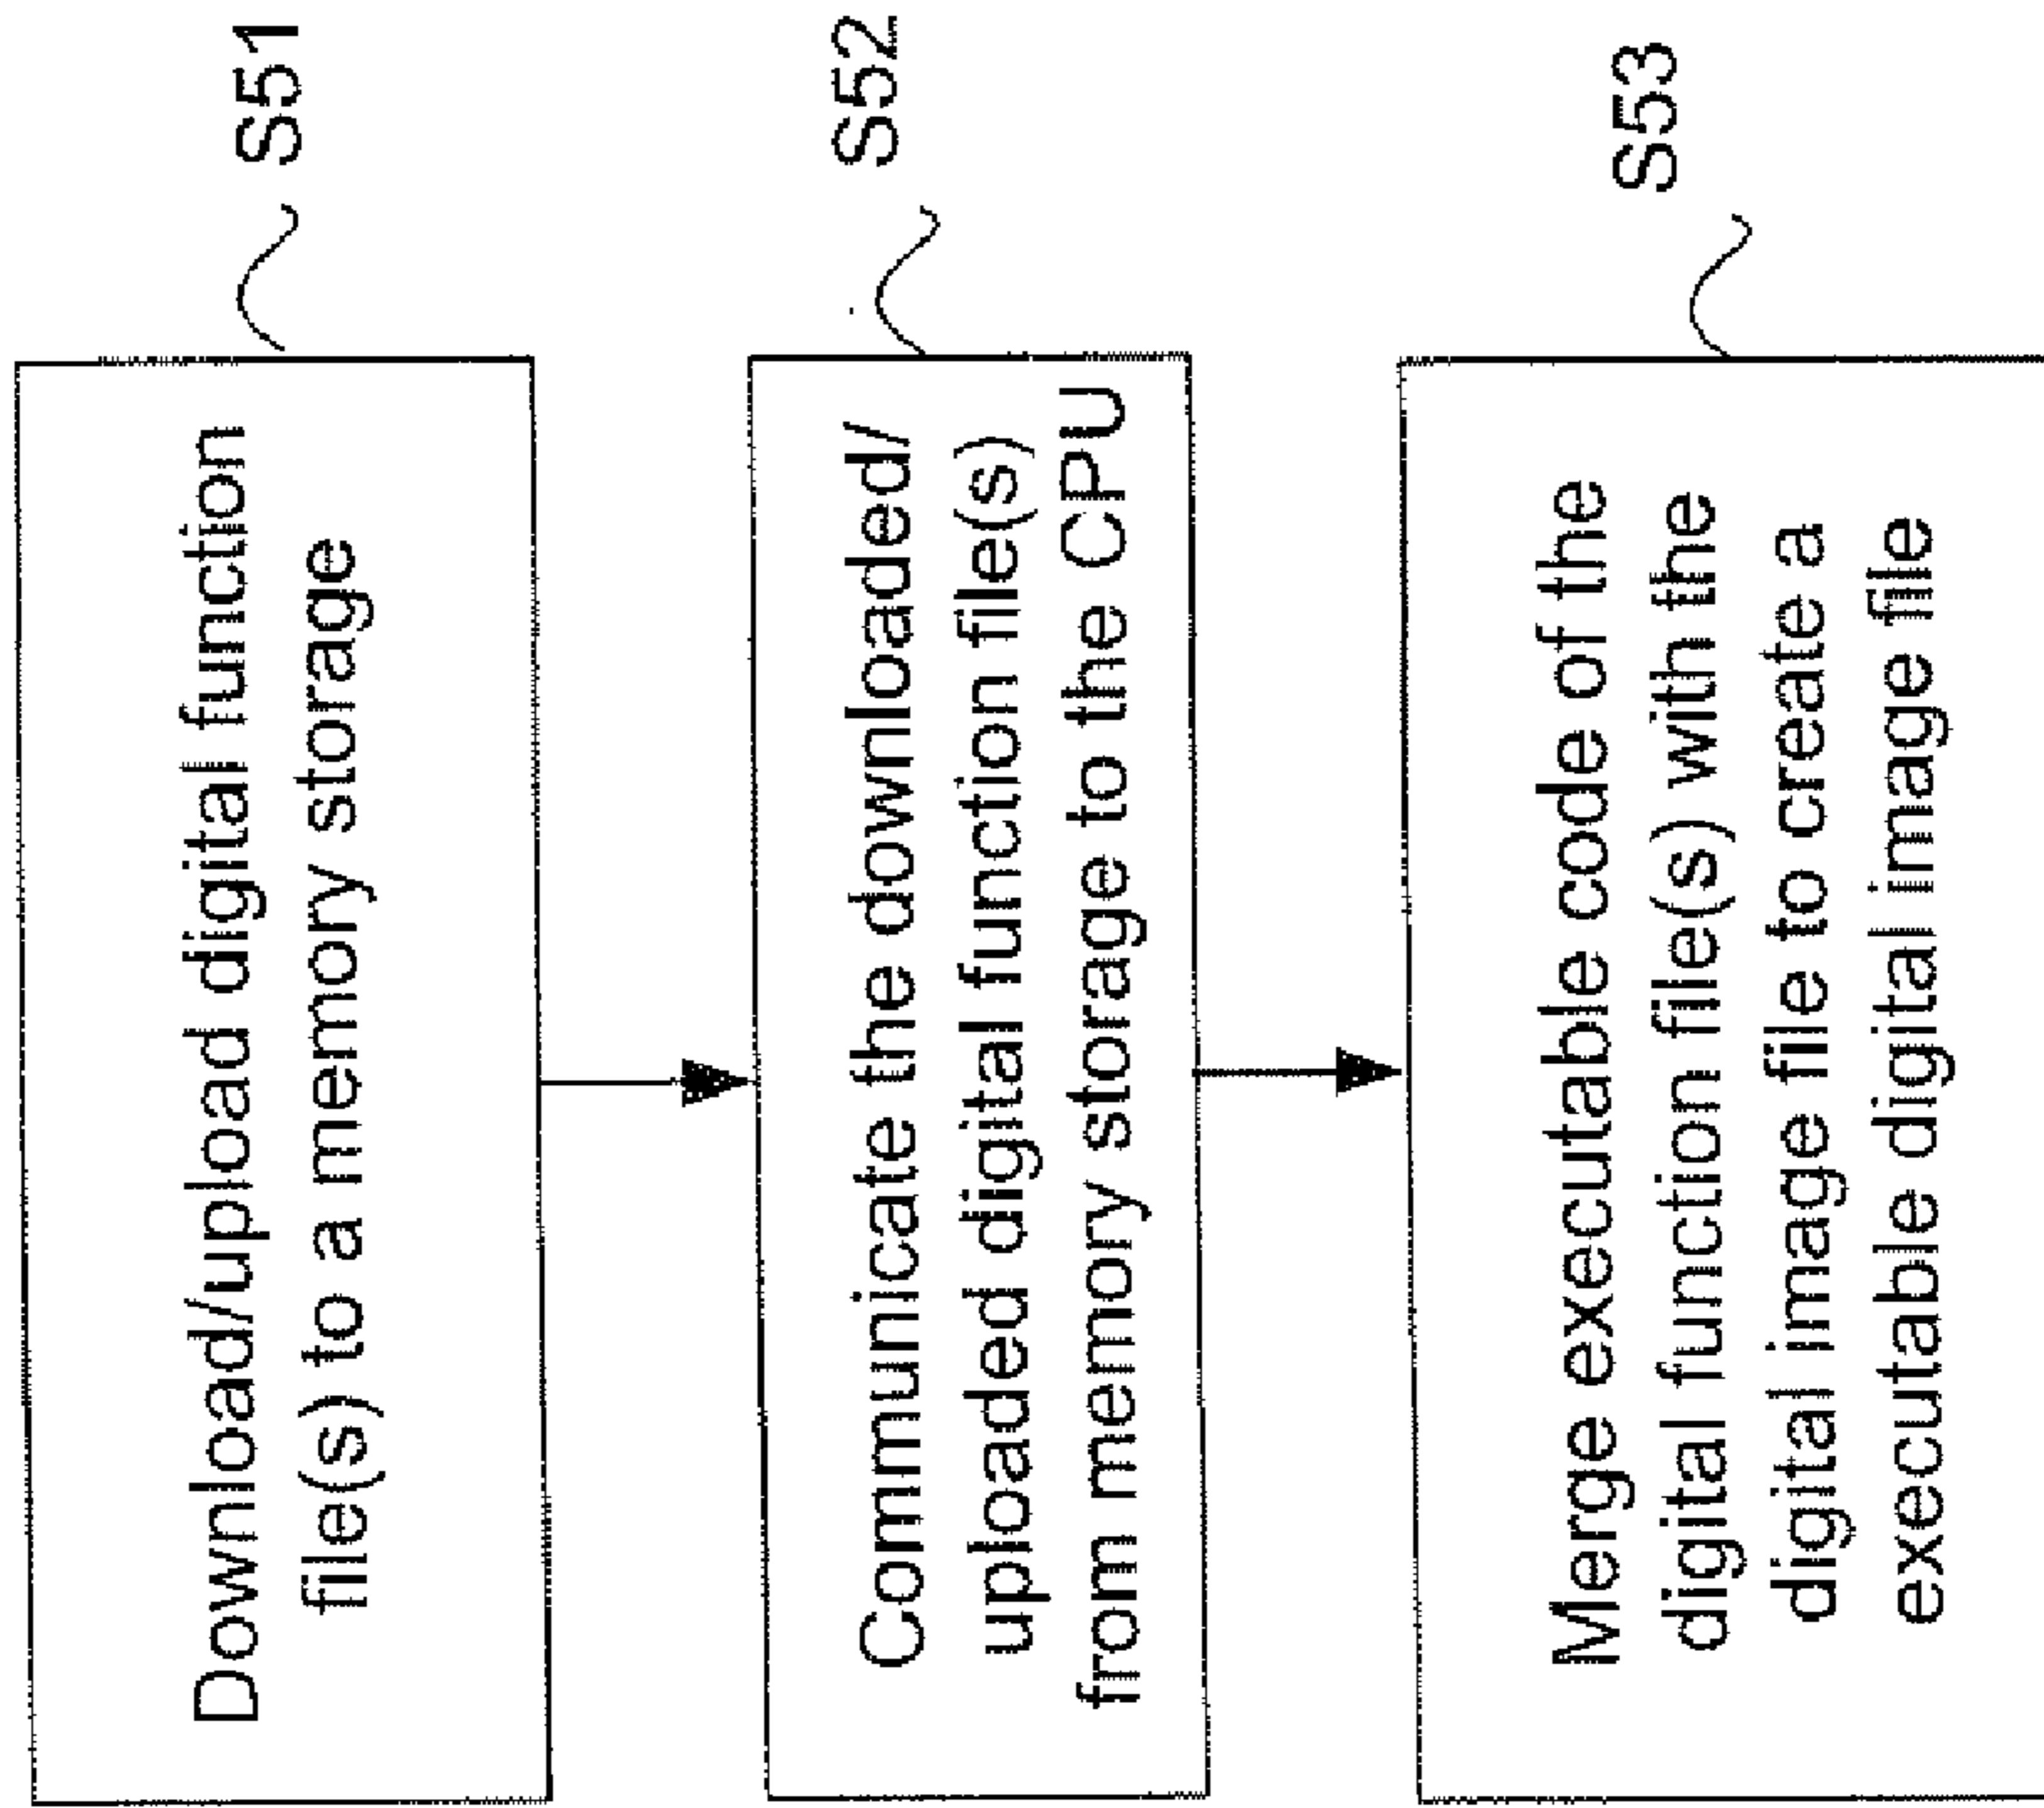 Download/upload digital function
file(s) to a memory storage
S51
Communicate the downloaded/
uploaded digital function file(s)
from memory storage to the CPU
S52
Merge executable code of the
digital function file(s) with the
digital image file to create a
executable digital image file
S53